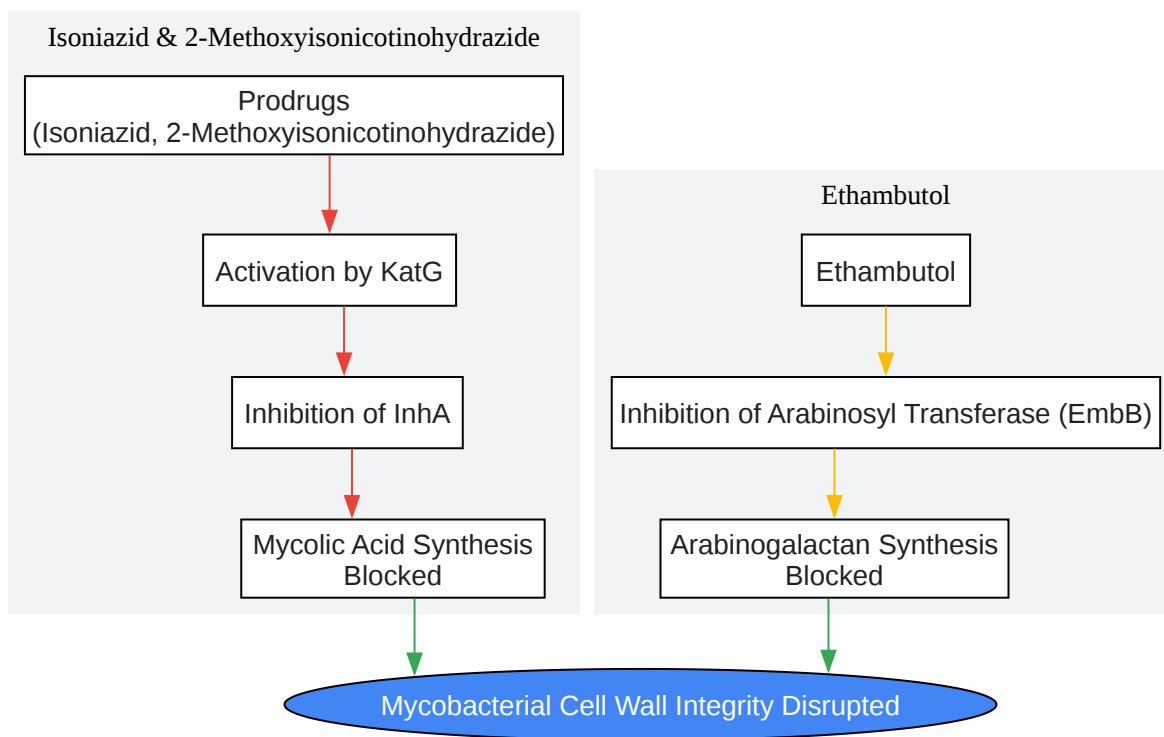 Isoniazid & 2-Methoxyisonicotinohydrazide
Prodrugs
(Isoniazid, 2-Methoxyisonicotinohydrazide)
Activation by KatG
Inhibition of InhA
Mycolic Acid Synthesis
Blocked
Ethambutol
Ethambutol
Inhibition of Arabinosyl Transferase (EmbB)
Arabinogalactan Synthesis
Blocked
Mycobacterial Cell Wall Integrity Disrupted